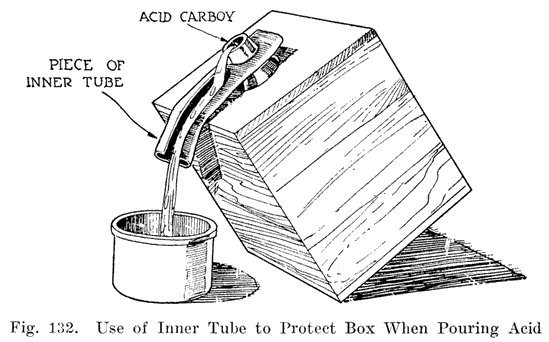 ACID CARBOY
PIECE OF
INNER TUBE
Fig. 132. Use of Inner Tube to Protect Box When Pouring Acid